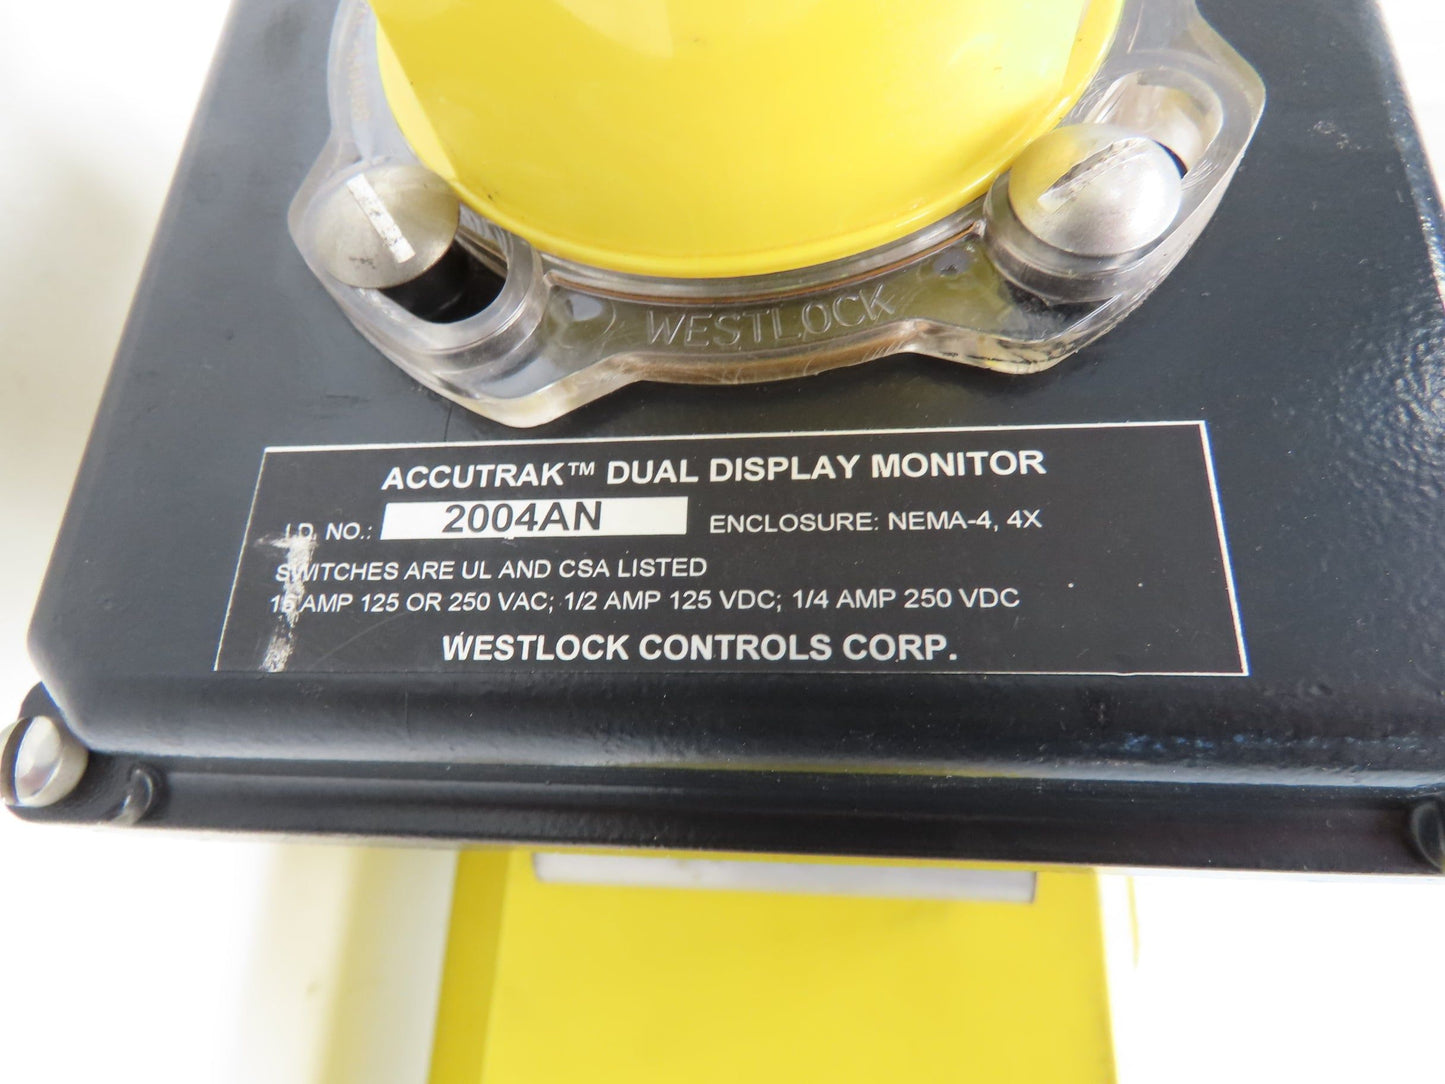 WESTLOCK
ACCUTRAK™ DUAL DISPLAY MONITOR
I.D. NO.: 2004AN ENCLOSURE: NEMA-4, 4X
SWITCHES ARE UL AND CSA LISTED
15 AMP 125 OR 250 VAC; 1/2 AMP 125 VDC; 1/4 AMP 250 VDC
WESTLOCK CONTROLS CORP.